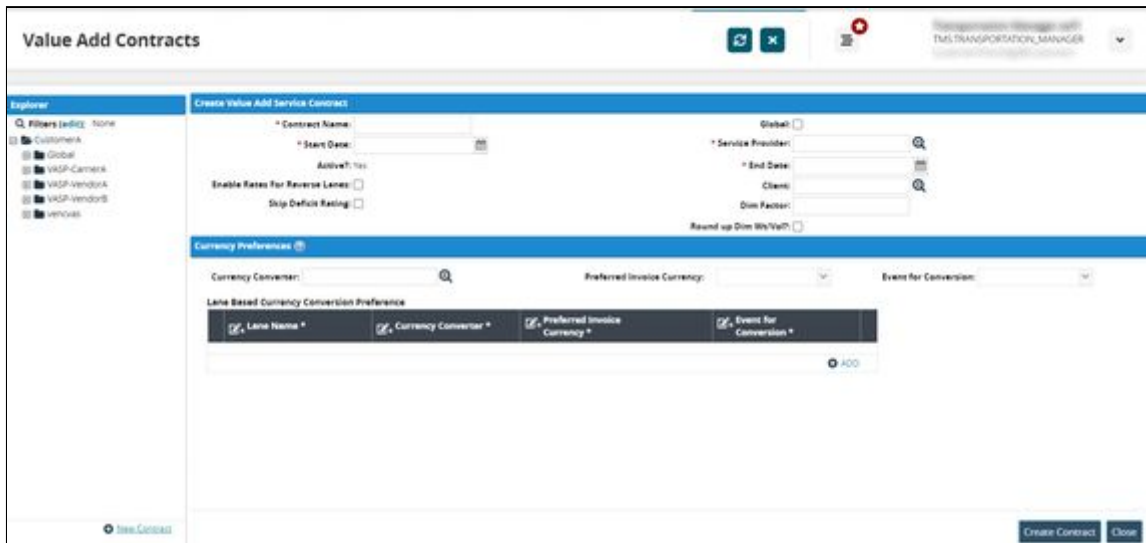 Value Add Contracts
TMS.TRANSPORTATION_MANAGER
Explorer
Filters (edit): None
CustomerA
Global
VASP-CarrierA
VASP-VendorA
VASP-VendorB
venvvas
New Contract
Create Value Add Service Contract
* Contract Name:
Global:
* Start Date:
* Service Provider:
Active?: Yes
* End Date:
Enable Rates For Reverse Lanes:
Client:
Skip Deficit Rating:
Dim Factor:
Round up Dim Wt/Vol?:
Currency Preferences
Currency Converter:
Preferred Invoice Currency:
Event for Conversion:
Lane Based Currency Conversion Preference
Lane Name *
Currency Converter *
Preferred Invoice
Currency *
Event for
Conversion *
ADD
Create Contract
Close